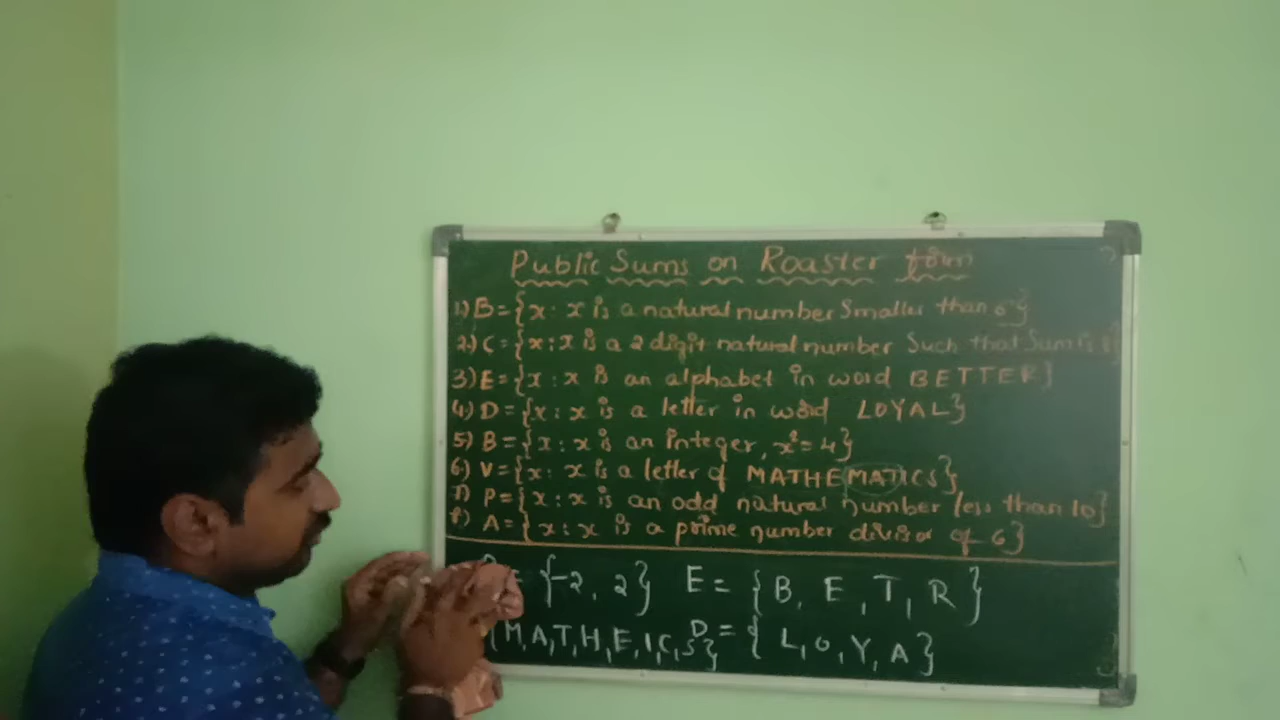 Public Sums on Roaster form
1) B={x: x is a natural number Smaller than 6}
2) C={x:x is a 2 digit natural number Such that Sum is 8}
3) E={x: x is an alphabet in word BETTER}
4) D={x: x is a letter in word LOYAL}
5) B={x: x is an integer, x²=4}
6) V={x: x is a letter of MATHEMATICS}
7) P={x: x is an odd natural number less than 10}
8) A={x:x is a prime number divisor of 6}
= {-2, 2} E= {B, E, T, R}
{M,A,T,H,E,I,C,S} D= {L,O,Y,A}